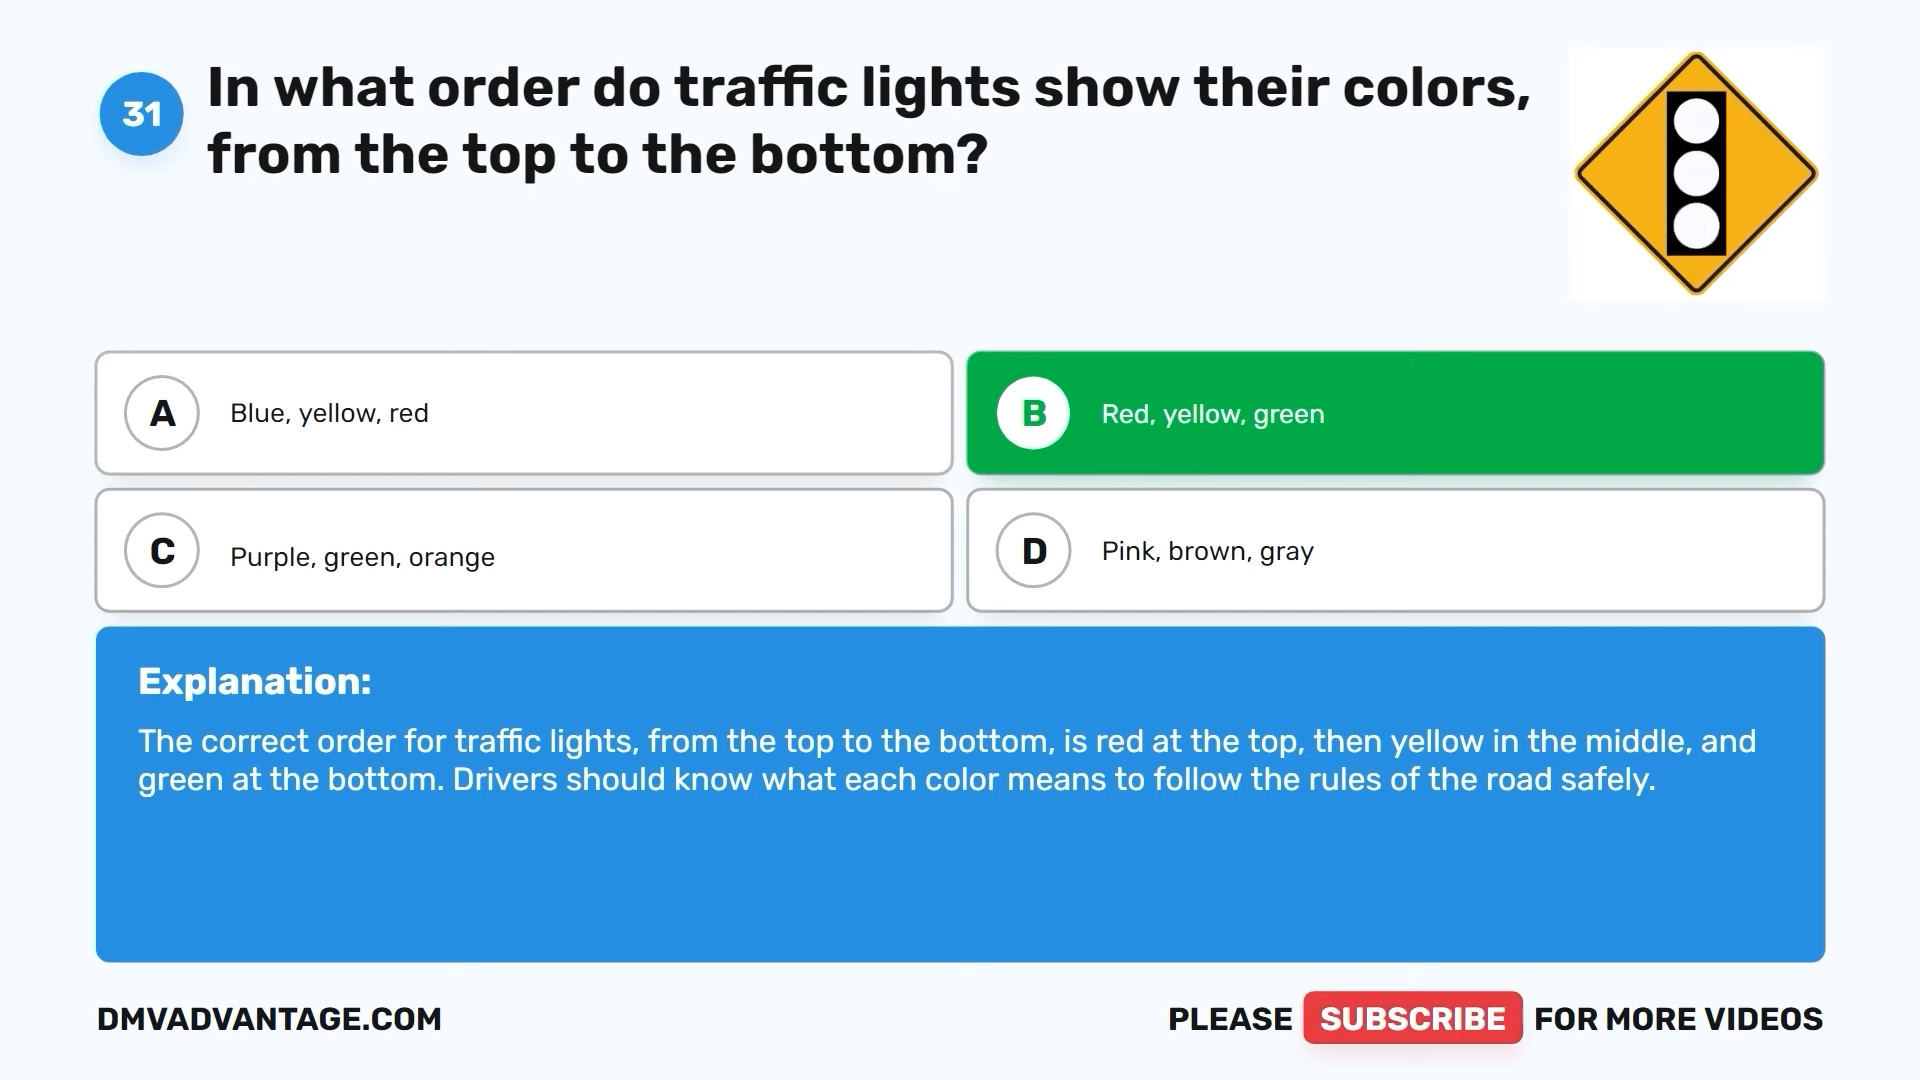 31
In what order do traffic lights show their colors,
from the top to the bottom?
A Blue, yellow, red
B Red, yellow, green
C Purple, green, orange
D Pink, brown, gray
Explanation:
The correct order for traffic lights, from the top to the bottom, is red at the top, then yellow in the middle, and
green at the bottom. Drivers should know what each color means to follow the rules of the road safely.
DMVADVANTAGE.COM
PLEASE SUBSCRIBE FOR MORE VIDEOS